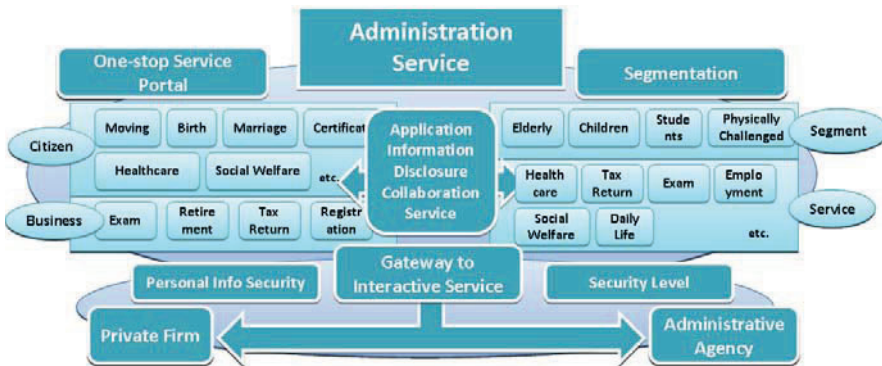 Administration
Service
One-stop Service
Portal
Segmentation
Citizen
Moving
Birth
Marriage
Certificat
Healthcare
Social Welfare
etc.
Business
Exam
Retire
ment
Tax
Return
Registr
ation
Application
Information
Disclosure
Collaboration
Service
Elderly
Children
Stude
nts
Physically
Challenged
Segment
Health
care
Tax
Return
Exam
Emplo
yment
Social
Welfare
Daily
Life
etc.
Service
Personal Info Security
Gateway to
Interactive Service
Security Level
Private Firm
Administrative
Agency